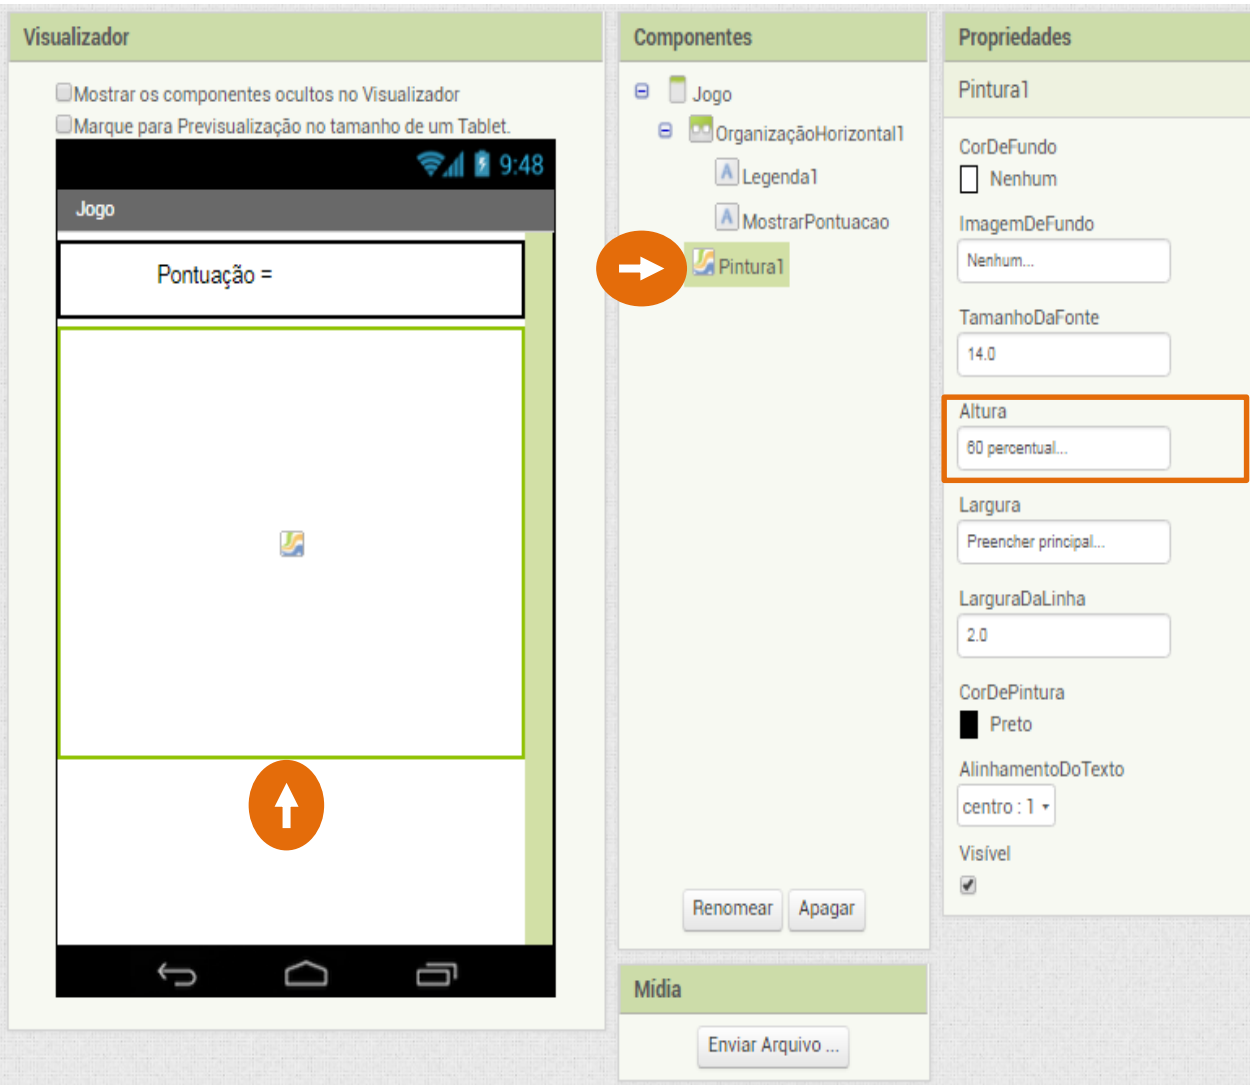 Visualizador
Mostrar os componentes ocultos no Visualizador
Marque para Previsualização no tamanho de um Tablet.
9:48
Jogo
Pontuação =
Componentes
Jogo
OrganizaçãoHorizontal1
Legenda1
MostrarPontuacao
Pintura1
Renomear
Apagar
Mídia
Enviar Arquivo ...
Propriedades
Pintura1
CorDeFundo
Nenhum
ImagemDeFundo
Nenhum...
TamanhoDaFonte
14.0
Altura
60 percentual...
Largura
Preencher principal...
LarguraDaLinha
2.0
CorDePintura
Preto
AlinhamentoDoTexto
centro : 1
Visível